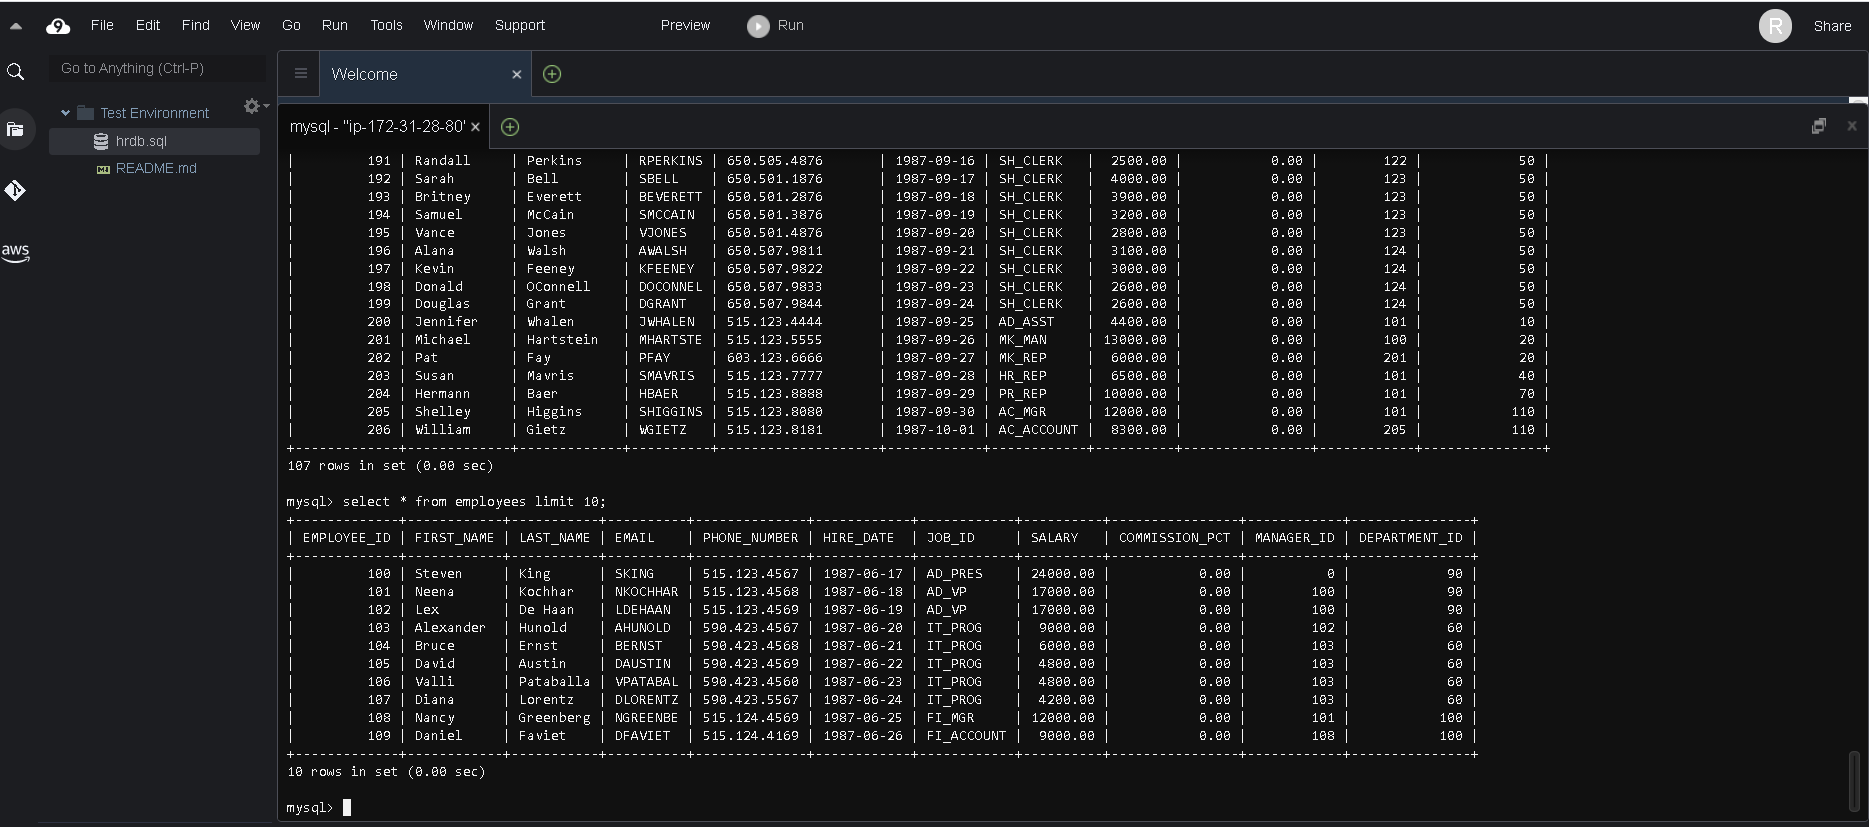 9 File Edit Find View Go Run Tools Window Support Preview Run R Share
Go to Anything (Ctrl-P)
Welcome ×
Test Environment
hrdb.sql
README.md
aws
mysql - "ip-172-31-28-80" ×
| 191 | Randall | Perkins | RPERKINS | 650.505.4876 | 1987-09-16 | SH_CLERK | 2500.00 | 0.00 | 122 | 50 |
| 192 | Sarah | Bell | SBELL | 650.501.1876 | 1987-09-17 | SH_CLERK | 4000.00 | 0.00 | 123 | 50 |
| 193 | Britney | Everett | BEVERETT | 650.501.2876 | 1987-09-18 | SH_CLERK | 3900.00 | 0.00 | 123 | 50 |
| 194 | Samuel | McCain | SMCCAIN | 650.501.3876 | 1987-09-19 | SH_CLERK | 3200.00 | 0.00 | 123 | 50 |
| 195 | Vance | Jones | VJONES | 650.501.4876 | 1987-09-20 | SH_CLERK | 2800.00 | 0.00 | 123 | 50 |
| 196 | Alana | Walsh | AWALSH | 650.507.9811 | 1987-09-21 | SH_CLERK | 3100.00 | 0.00 | 124 | 50 |
| 197 | Kevin | Feeney | KFEENEY | 650.507.9822 | 1987-09-22 | SH_CLERK | 3000.00 | 0.00 | 124 | 50 |
| 198 | Donald | OConnell | DOCONNEL | 650.507.9833 | 1987-09-23 | SH_CLERK | 2600.00 | 0.00 | 124 | 50 |
| 199 | Douglas | Grant | DGRANT | 650.507.9844 | 1987-09-24 | SH_CLERK | 2600.00 | 0.00 | 124 | 50 |
| 200 | Jennifer | Whalen | JWHALEN | 515.123.4444 | 1987-09-25 | AD_ASST | 4400.00 | 0.00 | 101 | 10 |
| 201 | Michael | Hartstein | MHARTSTE | 515.123.5555 | 1987-09-26 | MK_MAN | 13000.00 | 0.00 | 100 | 20 |
| 202 | Pat | Fay | PFAY | 603.123.6666 | 1987-09-27 | MK_REP | 6000.00 | 0.00 | 201 | 20 |
| 203 | Susan | Mavris | SMAVRIS | 515.123.7777 | 1987-09-28 | HR_REP | 6500.00 | 0.00 | 101 | 40 |
| 204 | Hermann | Baer | HBAER | 515.123.8888 | 1987-09-29 | PR_REP | 10000.00 | 0.00 | 101 | 70 |
| 205 | Shelley | Higgins | SHIGGINS | 515.123.8080 | 1987-09-30 | AC_MGR | 12000.00 | 0.00 | 101 | 110 |
| 206 | William | Gietz | WGIETZ | 515.123.8181 | 1987-10-01 | AC_ACCOUNT | 8300.00 | 0.00 | 205 | 110 |
107 rows in set (0.00 sec)
mysql> select * from employees limit 10;
| EMPLOYEE_ID | FIRST_NAME | LAST_NAME | EMAIL | PHONE_NUMBER | HIRE_DATE | JOB_ID | SALARY | COMMISSION_PCT | MANAGER_ID | DEPARTMENT_ID |
| 100 | Steven | King | SKING | 515.123.4567 | 1987-06-17 | AD_PRES | 24000.00 | 0.00 | 0 | 90 |
| 101 | Neena | Kochhar | NKOCHHAR | 515.123.4568 | 1987-06-18 | AD_VP | 17000.00 | 0.00 | 100 | 90 |
| 102 | Lex | De Haan | LDEHAAN | 515.123.4569 | 1987-06-19 | AD_VP | 17000.00 | 0.00 | 100 | 90 |
| 103 | Alexander | Hunold | AHUNOLD | 590.423.4567 | 1987-06-20 | IT_PROG | 9000.00 | 0.00 | 102 | 60 |
| 104 | Bruce | Ernst | BERNST | 590.423.4568 | 1987-06-21 | IT_PROG | 6000.00 | 0.00 | 103 | 60 |
| 105 | David | Austin | DAUSTIN | 590.423.4569 | 1987-06-22 | IT_PROG | 4800.00 | 0.00 | 103 | 60 |
| 106 | Valli | Pataballa | VPATABAL | 590.423.4560 | 1987-06-23 | IT_PROG | 4800.00 | 0.00 | 103 | 60 |
| 107 | Diana | Lorentz | DLORENTZ | 590.423.5567 | 1987-06-24 | IT_PROG | 4200.00 | 0.00 | 103 | 60 |
| 108 | Nancy | Greenberg | NGREENBE | 515.124.4569 | 1987-06-25 | FI_MGR | 12000.00 | 0.00 | 101 | 100 |
| 109 | Daniel | Faviet | DFAVIET | 515.124.4169 | 1987-06-26 | FI_ACCOUNT | 9000.00 | 0.00 | 108 | 100 |
10 rows in set (0.00 sec)
mysql>